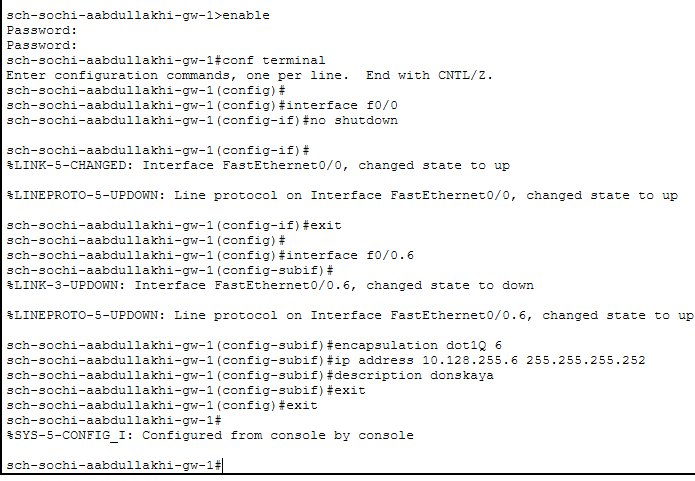 sch-sochi-aabdullakhi-gw-1>enable
Password:
Password:
sch-sochi-aabdullakhi-gw-1#conf terminal
Enter configuration commands, one per line.  End with CNTL/Z.
sch-sochi-aabdullakhi-gw-1(config)#
sch-sochi-aabdullakhi-gw-1(config)#interface f0/0
sch-sochi-aabdullakhi-gw-1(config-if)#no shutdown
sch-sochi-aabdullakhi-gw-1(config-if)#
%LINK-5-CHANGED: Interface FastEthernet0/0, changed state to up
%LINEPROTO-5-UPDOWN: Line protocol on Interface FastEthernet0/0, changed state to up
sch-sochi-aabdullakhi-gw-1(config-if)#exit
sch-sochi-aabdullakhi-gw-1(config)#
sch-sochi-aabdullakhi-gw-1(config)#interface f0/0.6
sch-sochi-aabdullakhi-gw-1(config-subif)#
%LINK-3-UPDOWN: Interface FastEthernet0/0.6, changed state to down
%LINEPROTO-5-UPDOWN: Line protocol on Interface FastEthernet0/0.6, changed state to up
sch-sochi-aabdullakhi-gw-1(config-subif)#encapsulation dot1Q 6
sch-sochi-aabdullakhi-gw-1(config-subif)#ip address 10.128.255.6 255.255.255.252
sch-sochi-aabdullakhi-gw-1(config-subif)#description donskaya
sch-sochi-aabdullakhi-gw-1(config-subif)#exit
sch-sochi-aabdullakhi-gw-1(config)#exit
sch-sochi-aabdullakhi-gw-1#
%SYS-5-CONFIG_I: Configured from console by console
sch-sochi-aabdullakhi-gw-1#